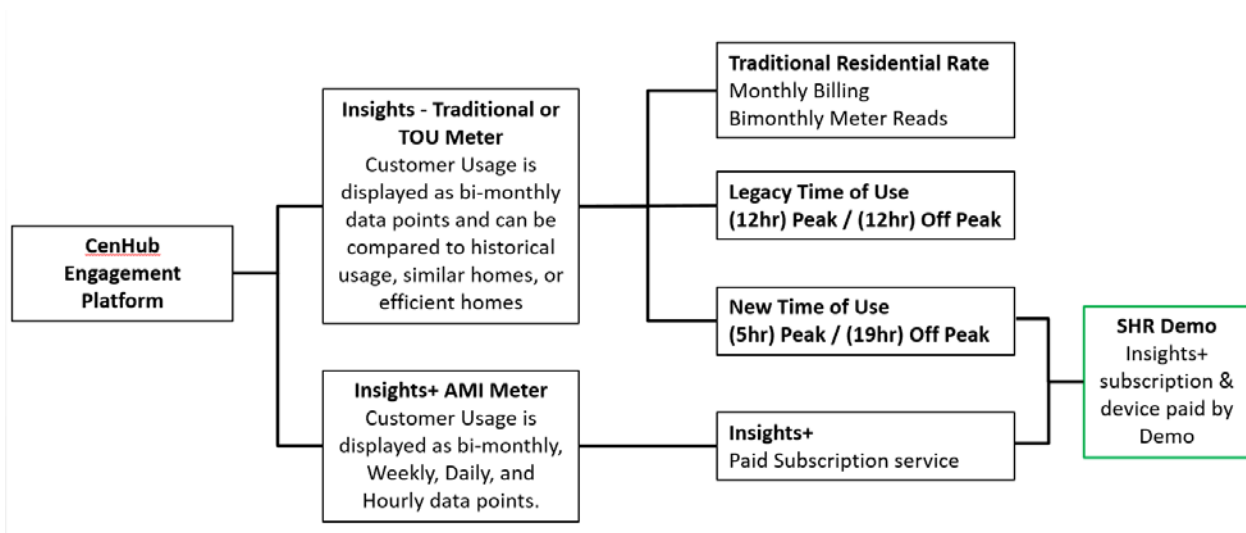 CenHub
Engagement
Platform
Insights - Traditional or
TOU Meter
Customer Usage is
displayed as bi-monthly
data points and can be
compared to historical
usage, similar homes, or
efficient homes
Insights+ AMI Meter
Customer Usage is
displayed as bi-monthly,
Weekly, Daily, and
Hourly data points.
Traditional Residential Rate
Monthly Billing
Bimonthly Meter Reads
Legacy Time of Use
(12hr) Peak / (12hr) Off Peak
New Time of Use
(5hr) Peak / (19hr) Off Peak
Insights+
Paid Subscription service
SHR Demo
Insights+
subscription &
device paid by
Demo